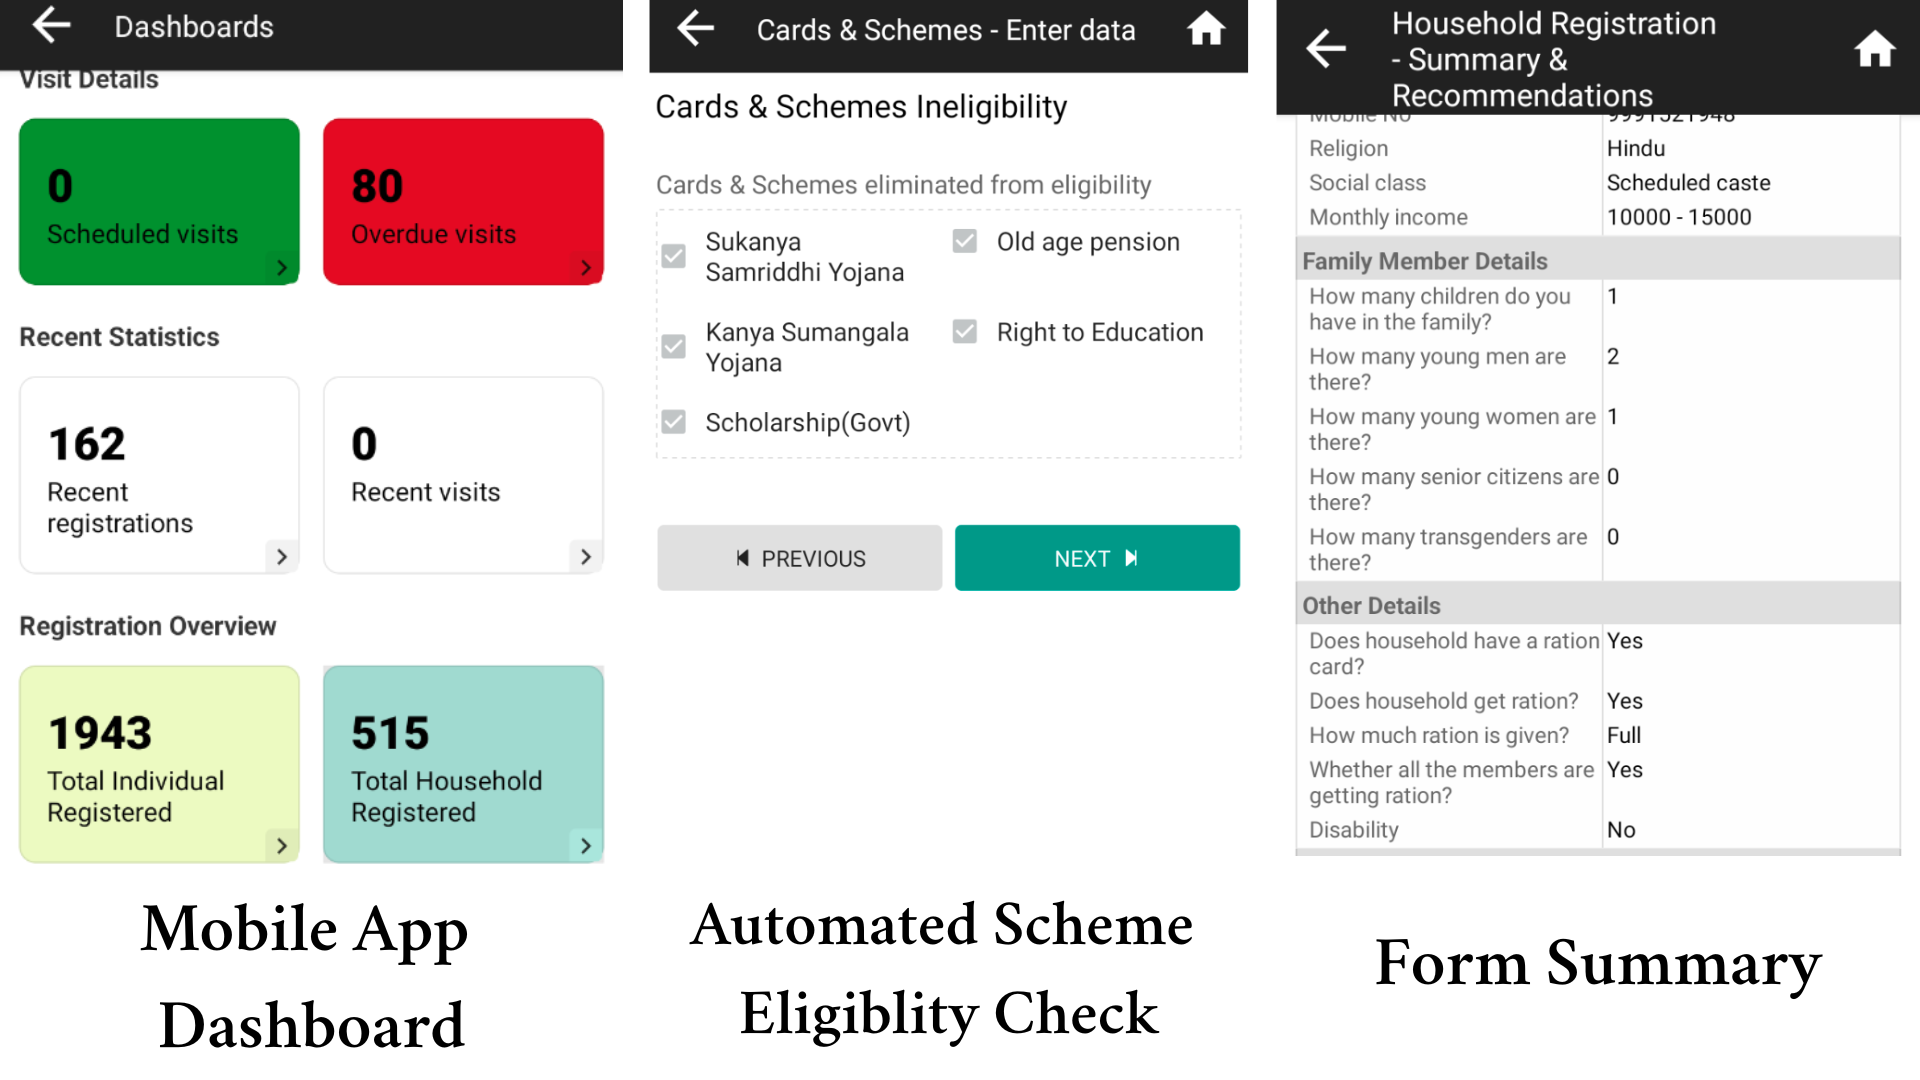 Dashboards
Visit Details
0
Scheduled visits
80
Overdue visits
Recent Statistics
162
Recent
registrations
0
Recent visits
Registration Overview
1943
Total Individual
Registered
515
Total Household
Registered
Mobile App
Dashboard
Cards & Schemes - Enter data
Cards & Schemes Ineligibility
Cards & Schemes eliminated from eligibility
Sukanya
Samriddhi Yojana
Old age pension
Kanya Sumangala
Yojana
Right to Education
Scholarship(Govt)
PREVIOUS
NEXT
Automated Scheme
Eligiblity Check
Household Registration
- Summary &
Recommendations
Mobile No
Religion Hindu
Social class Scheduled caste
Monthly income 10000 - 15000
Family Member Details
How many children do you 1
have in the family?
How many young men are 2
there?
How many young women are 1
there?
How many senior citizens are 0
there?
How many transgenders are 0
there?
Other Details
Does household have a ration Yes
card?
Does household get ration? Yes
How much ration is given? Full
Whether all the members are Yes
getting ration?
Disability No
Form Summary